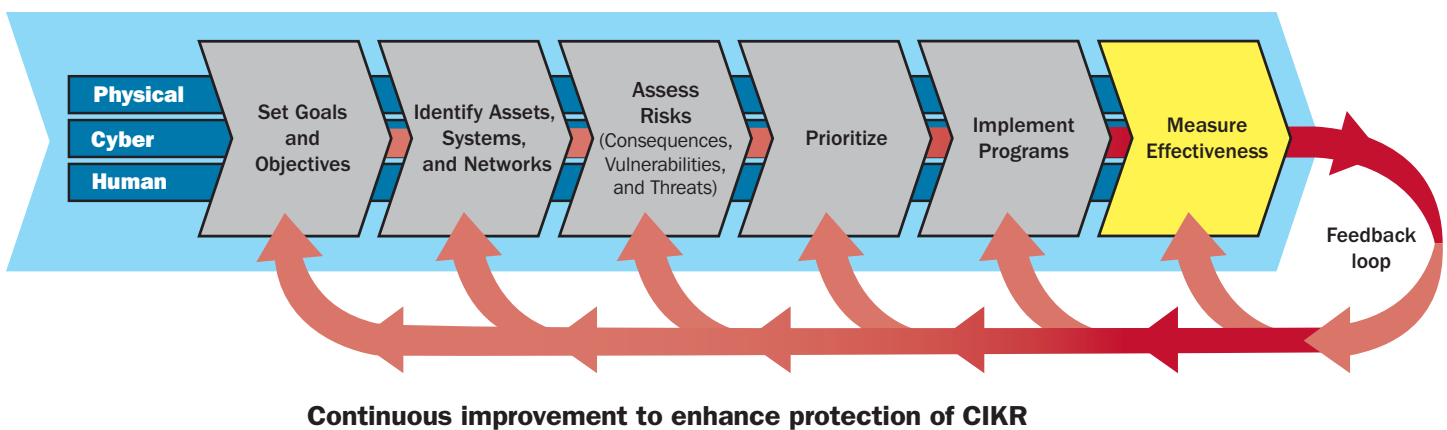 Physical
Cyber
Human
Set Goals
and
Objectives
Identify Assets,
Systems,
and Networks
Assess
Risks
(Consequences,
Vulnerabilities,
and Threats)
Prioritize
Implement
Programs
Measure
Effectiveness
Feedback
loop
Continuous improvement to enhance protection of CIKR